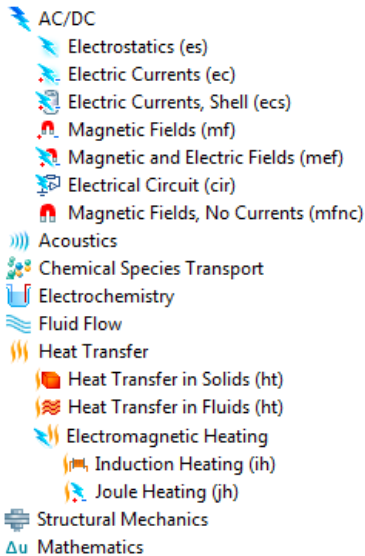 AC/DC
Electrostatics (es)
Electric Currents (ec)
Electric Currents, Shell (ecs)
Magnetic Fields (mf)
Magnetic and Electric Fields (mef)
Electrical Circuit (cir)
Magnetic Fields, No Currents (mfnc)
Acoustics
Chemical Species Transport
Electrochemistry
Fluid Flow
Heat Transfer
Heat Transfer in Solids (ht)
Heat Transfer in Fluids (ht)
Electromagnetic Heating
Induction Heating (ih)
Joule Heating (jh)
Structural Mechanics
Δu Mathematics